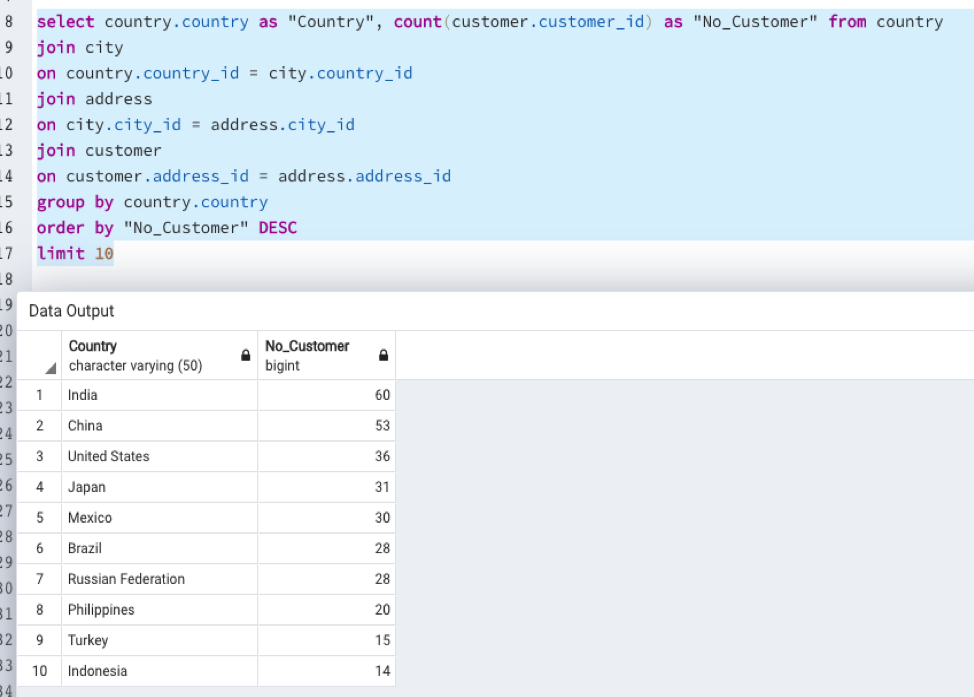 8 select country.country as "Country", count(customer.customer_id) as "No_Customer" from country
9 join city
10 on country.country_id = city.country_id
11 join address
12 on city.city_id = address.city_id
13 join customer
14 on customer.address_id = address.address_id
15 group by country.country
16 order by "No_Customer" DESC
17 limit 10
18
19
20
21
22
23
24
25
26
27
28
29
30
31
32
33
34
Data Output
Country No_Customer
character varying (50) bigint
1 India 60
2 China 53
3 United States 36
4 Japan 31
5 Mexico 30
6 Brazil 28
7 Russian Federation 28
8 Philippines 20
9 Turkey 15
10 Indonesia 14